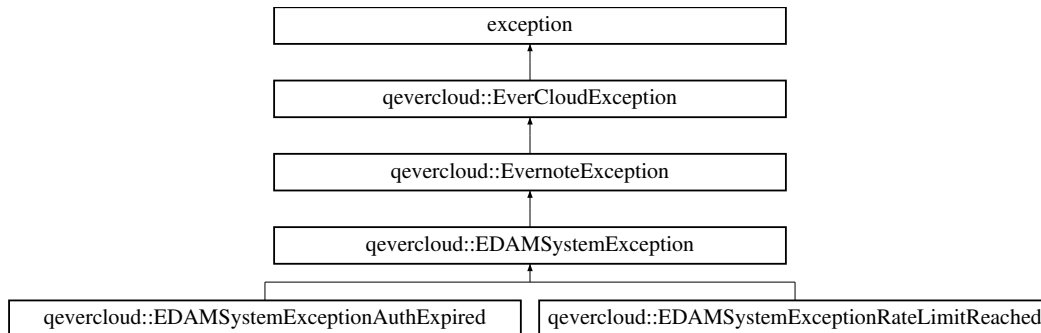 exception
qevercloud::EverCloudException
qevercloud::EvernoteException
qevercloud::EDAMSystemException
qevercloud::EDAMSystemExceptionAuthExpired
qevercloud::EDAMSystemExceptionRateLimitReached